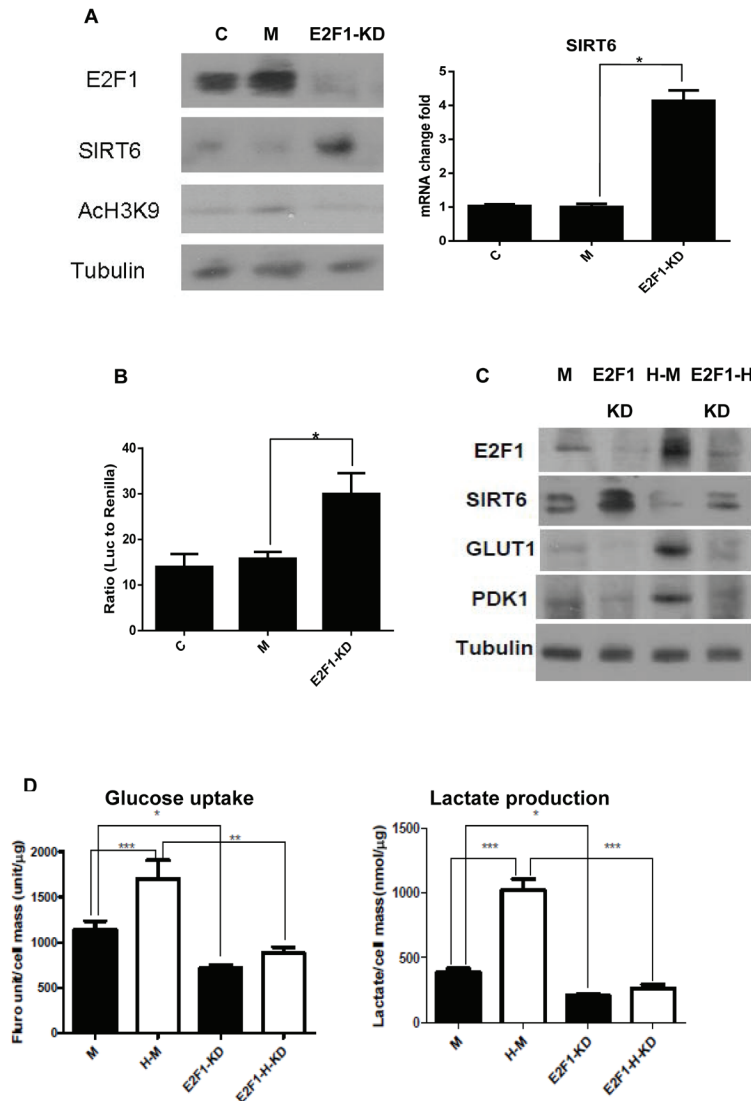 A
C M E2F1-KD
E2F1
SIRT6
AcH3K9
Tubulin
SIRT6
*
mRNA change fold
5
4
3
2
1
0
C
M
E2F1-KD
B
*
Ratio (Luc to Renilla)
40
30
20
10
0
C
M
E2F1-KD
C M E2F1 H-M E2F1-H
KD KD
E2F1
SIRT6
GLUT1
PDK1
Tubulin
D
Glucose uptake
*
*** **
Fluro unit/cell mass (unit/µg)
2000
1500
1000
500
0
M
H-M
E2F1-KD
E2F1-H-KD
Lactate production
*
*** ***
Lactate/cell mass(nmol/µg)
1500
1000
500
0
M
H-M
E2F1-KD
E2F1-H-KD